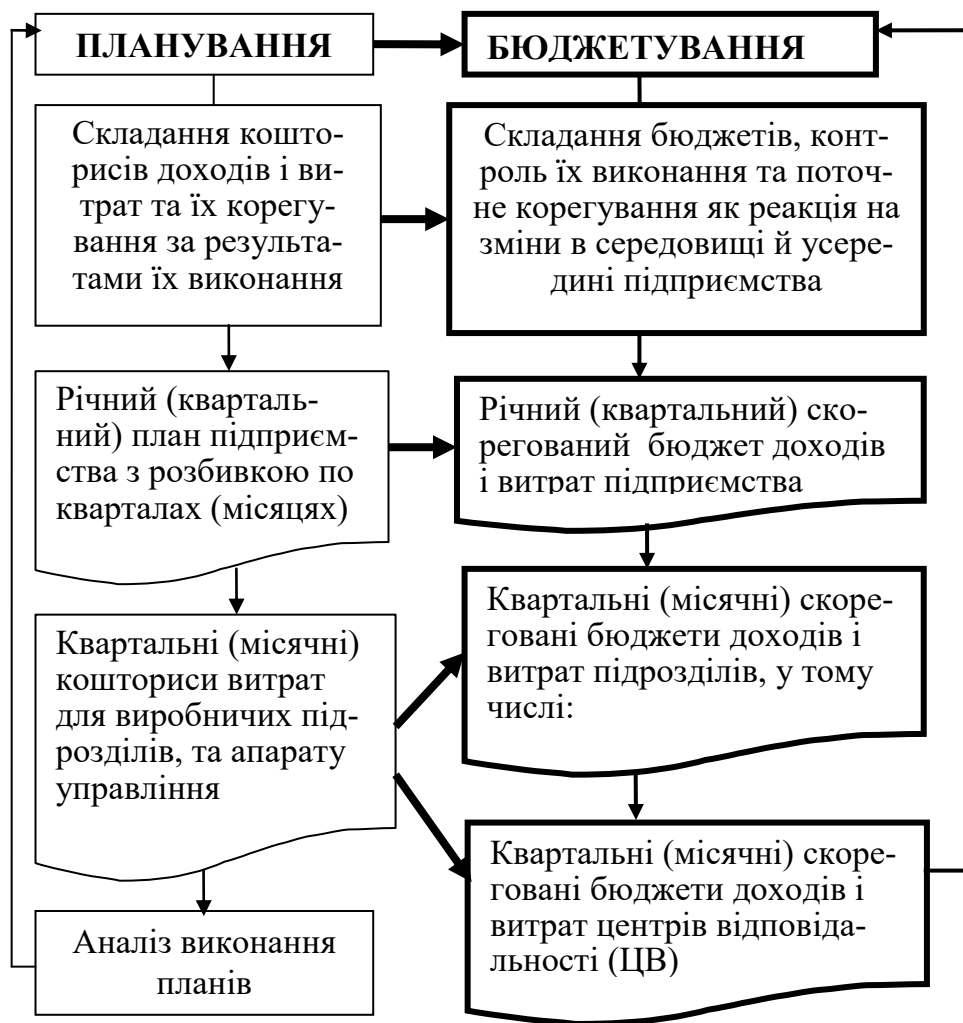 ПЛАНУВАННЯ
БЮДЖЕТУВАННЯ
Складання кошто-
рисів доходів і ви-
трат та їх корегу-
вання за результа-
тами їх виконання
Складання бюджетів, конт-
роль їх виконання та поточ-
не корегування як реакція на
зміни в середовищі й усере-
дині підприємства
Річний (кварталь-
ний) план підприєм-
ства з розбивкою по
кварталах (місяцях)
Річний (квартальний) ско-
регований бюджет доходів
і витрат підприємства
Квартальні (місячні)
кошториси витрат
для виробничих під-
розділів, та апарату
управління
Квартальні (місячні) скоре-
говані бюджети доходів і
витрат підрозділів, у тому
числі:
Квартальні (місячні) скоре-
говані бюджети доходів і
витрат центрів відповіда-
льності (ЦВ)
Аналіз виконання
планів